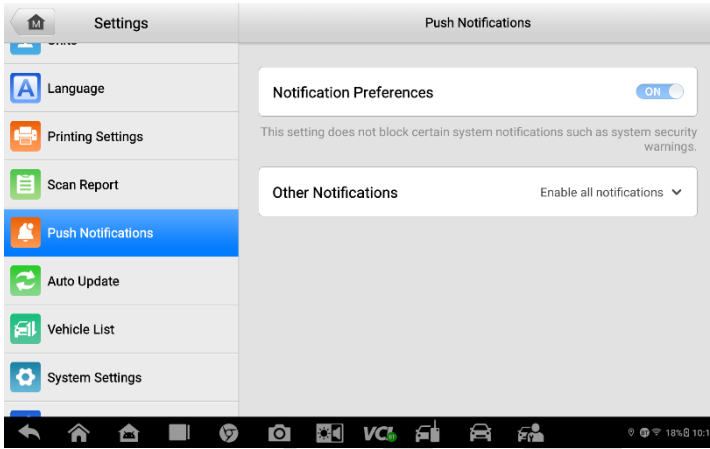 Settings
Push Notifications
Language
Printing Settings
Scan Report
Push Notifications
Auto Update
Vehicle List
System Settings
Notification Preferences
ON
This setting does not block certain system notifications such as system security
warnings.
Other Notifications
Enable all notifications
VCI
BT
18%